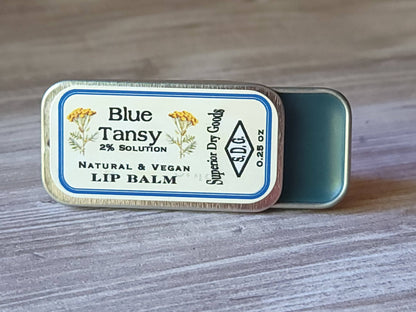 Blue
Tansy
2% Solution
Natural & Vegan
LIP BALM
Superior Dry Goods
S.D.G.
0.25 oz